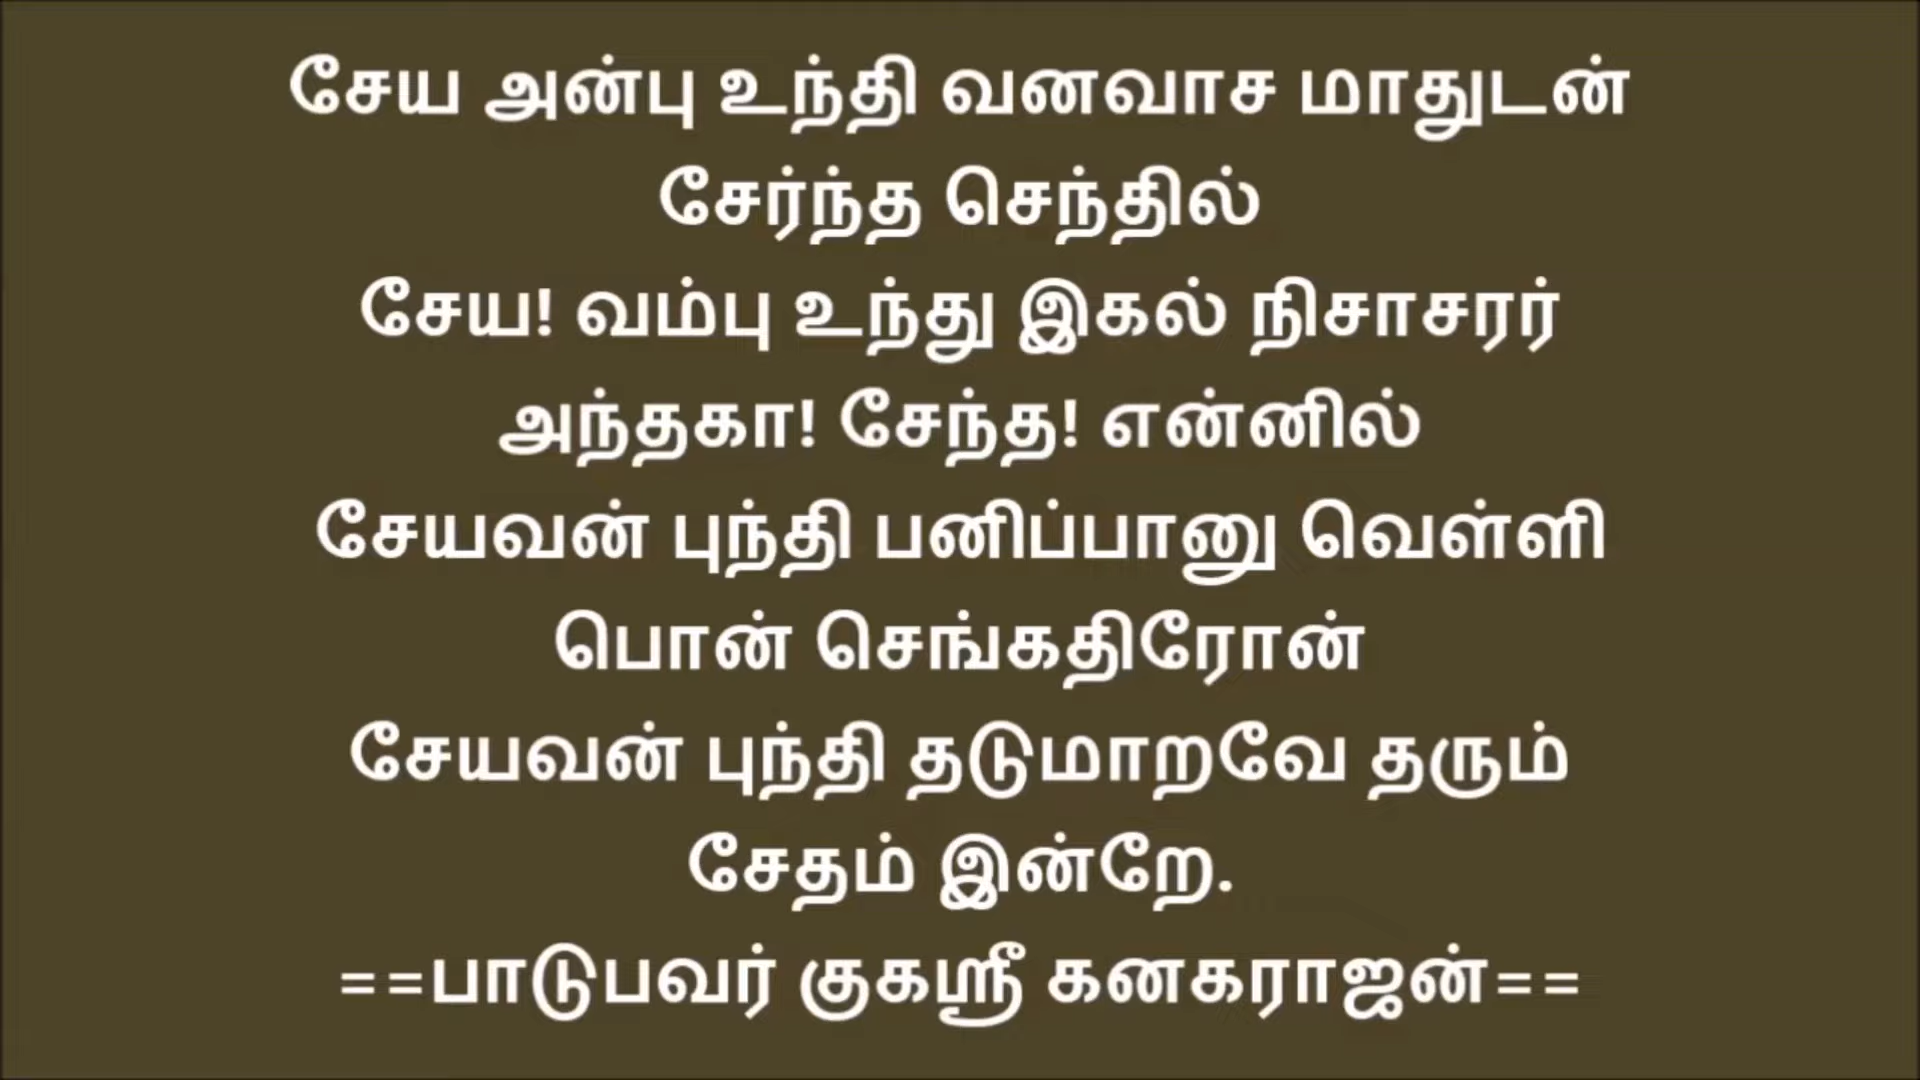 சேய அன்பு உந்தி வனவாச மாதுடன்
சேர்ந்த செந்தில்
சேய! வம்பு உந்து இகல் நிசாசரர்
அந்தகா! சேந்த! என்னில்
சேயவன் புந்தி பனிப்பானு வெள்ளி
பொன் செங்கதிரோன்
சேயவன் புந்தி தடுமாறவே தரும்
சேதம் இன்றே.
==பாடுபவர் குகஸ்ரீ கனகராஜன்==